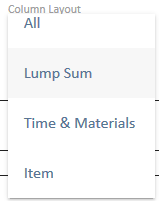 Column Layout
All
Lump Sum
Time & Materials
Item